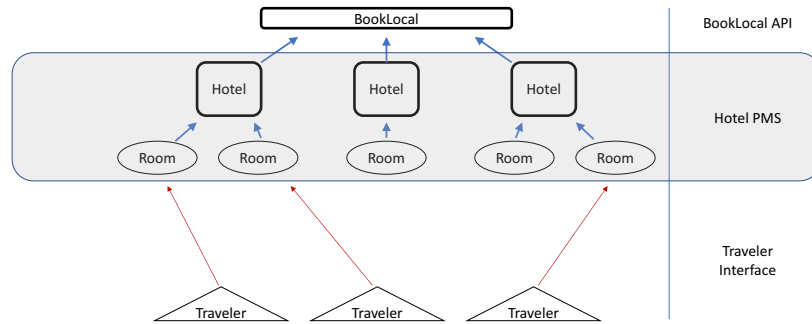 BookLocal
BookLocal API
Hotel
Hotel
Hotel
Hotel PMS
Room
Room
Room
Room
Room
Traveler
Interface
Traveler
Traveler
Traveler